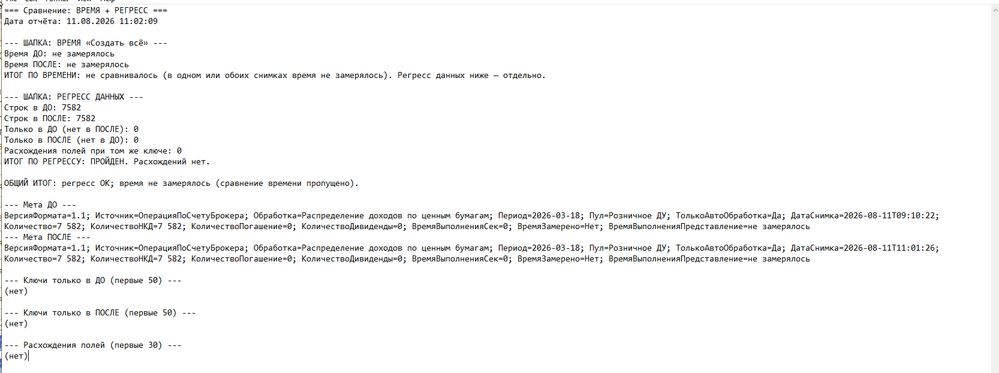 === Сравнение: ВРЕМЯ + РЕГРЕСС ===
Дата отчёта: 11.08.2026 11:02:09
--- ШАПКА: ВРЕМЯ «Создать всё» ---
Время ДО: не замерялось
Время ПОСЛЕ: не замерялось
ИТОГ ПО ВРЕМЕНИ: не сравнивалось (в одном или обоих снимках время не замерялось). Регресс данных ниже — отдельно.
--- ШАПКА: РЕГРЕСС ДАННЫХ ---
Строк в ДО: 7582
Строк в ПОСЛЕ: 7582
Только в ДО (нет в ПОСЛЕ): 0
Только в ПОСЛЕ (нет в ДО): 0
Расхождения полей при том же ключе: 0
ИТОГ ПО РЕГРЕССУ: ПРОЙДЕН. Расхождений нет.
ОБЩИЙ ИТОГ: регресс ОК; время не замерялось (сравнение времени пропущено).
--- Мета ДО ---
ВерсияФормата=1.1; Источник=ОперацияПоСчетуБрокера; Обработка=Распределение доходов по ценным бумагам; Период=2026-03-18; Пул=Розничное ДУ; ТолькоАвтоОбработка=Да; ДатаСнимка=2026-08-11T09:10:22;
Количество=7 582; КоличествоНКД=7 582; КоличествоПогашение=0; КоличествоДивиденды=0; ВремяВыполненияСек=0; ВремяЗамерено=Нет; ВремяВыполненияПредставление=не замерялось
--- Мета ПОСЛЕ ---
ВерсияФормата=1.1; Источник=ОперацияПоСчетуБрокера; Обработка=Распределение доходов по ценным бумагам; Период=2026-03-18; Пул=Розничное ДУ; ТолькоАвтоОбработка=Да; ДатаСнимка=2026-08-11T11:01:26;
Количество=7 582; КоличествоНКД=7 582; КоличествоПогашение=0; КоличествоДивиденды=0; ВремяВыполненияСек=0; ВремяЗамерено=Нет; ВремяВыполненияПредставление=не замерялось
--- Ключи только в ДО (первые 50) ---
(нет)
--- Ключи только в ПОСЛЕ (первые 50) ---
(нет)
--- Расхождения полей (первые 30) ---
(нет)